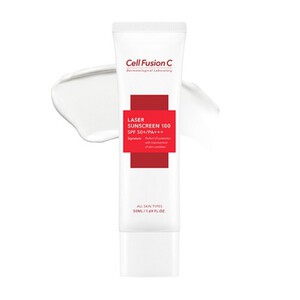 Cell Fusion C
Dermatological Laboratory
LASER
SUNSCREEN 100
SPF 50+/PA+++
ALL SKIN TYPES
50ML / 1.69 FL.OZ